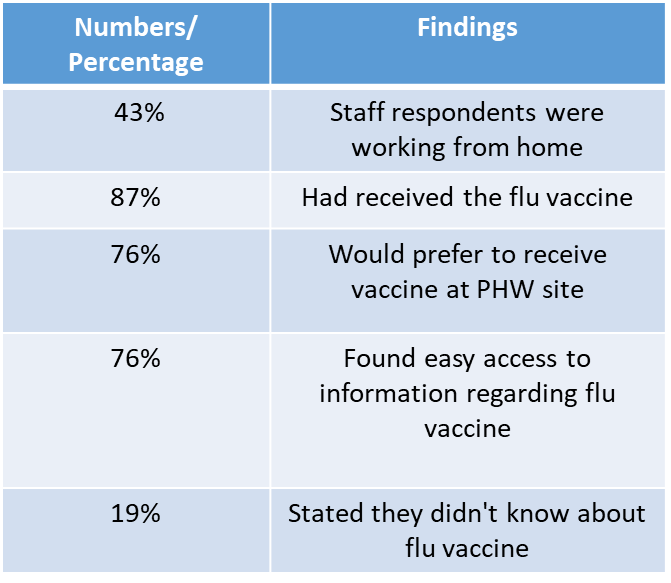 Numbers/
Percentage
Findings
43%
Staff respondents were
working from home
87%
Had received the flu vaccine
76%
Would prefer to receive
vaccine at PHW site
76%
Found easy access to
information regarding flu
vaccine
19%
Stated they didn't know about
flu vaccine